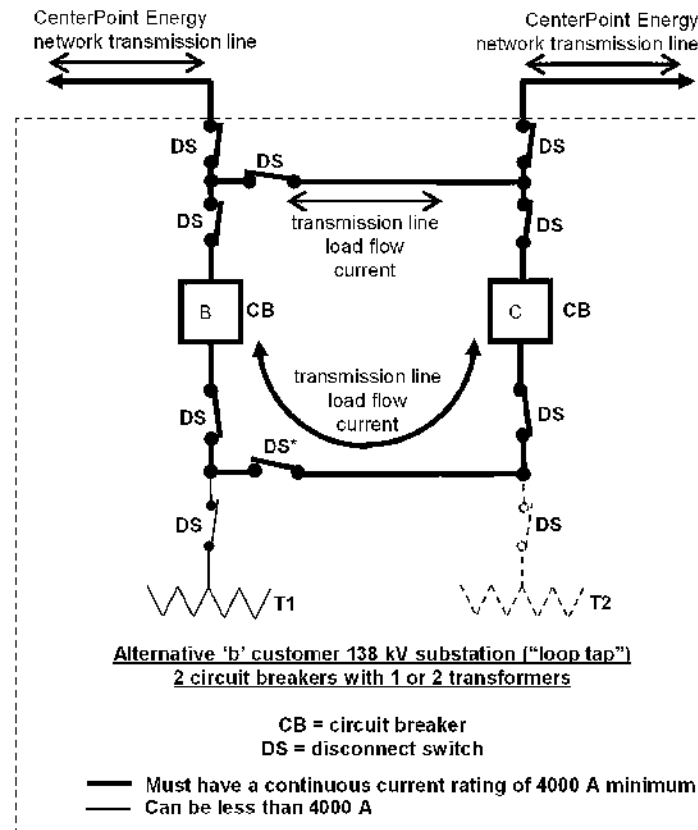 CenterPoint Energy
network transmission line
CenterPoint Energy
network transmission line
DS
DS
DS
transmission line
load flow
current
DS
DS
B
CB
C
CB
transmission line
load flow
current
DS
DS
DS*
DS
DS
T1
T2
Alternative 'b' customer 138 kV substation ("loop tap")
2 circuit breakers with 1 or 2 transformers
CB = circuit breaker
DS = disconnect switch
Must have a continuous current rating of 4000 A minimum
Can be less than 4000 A